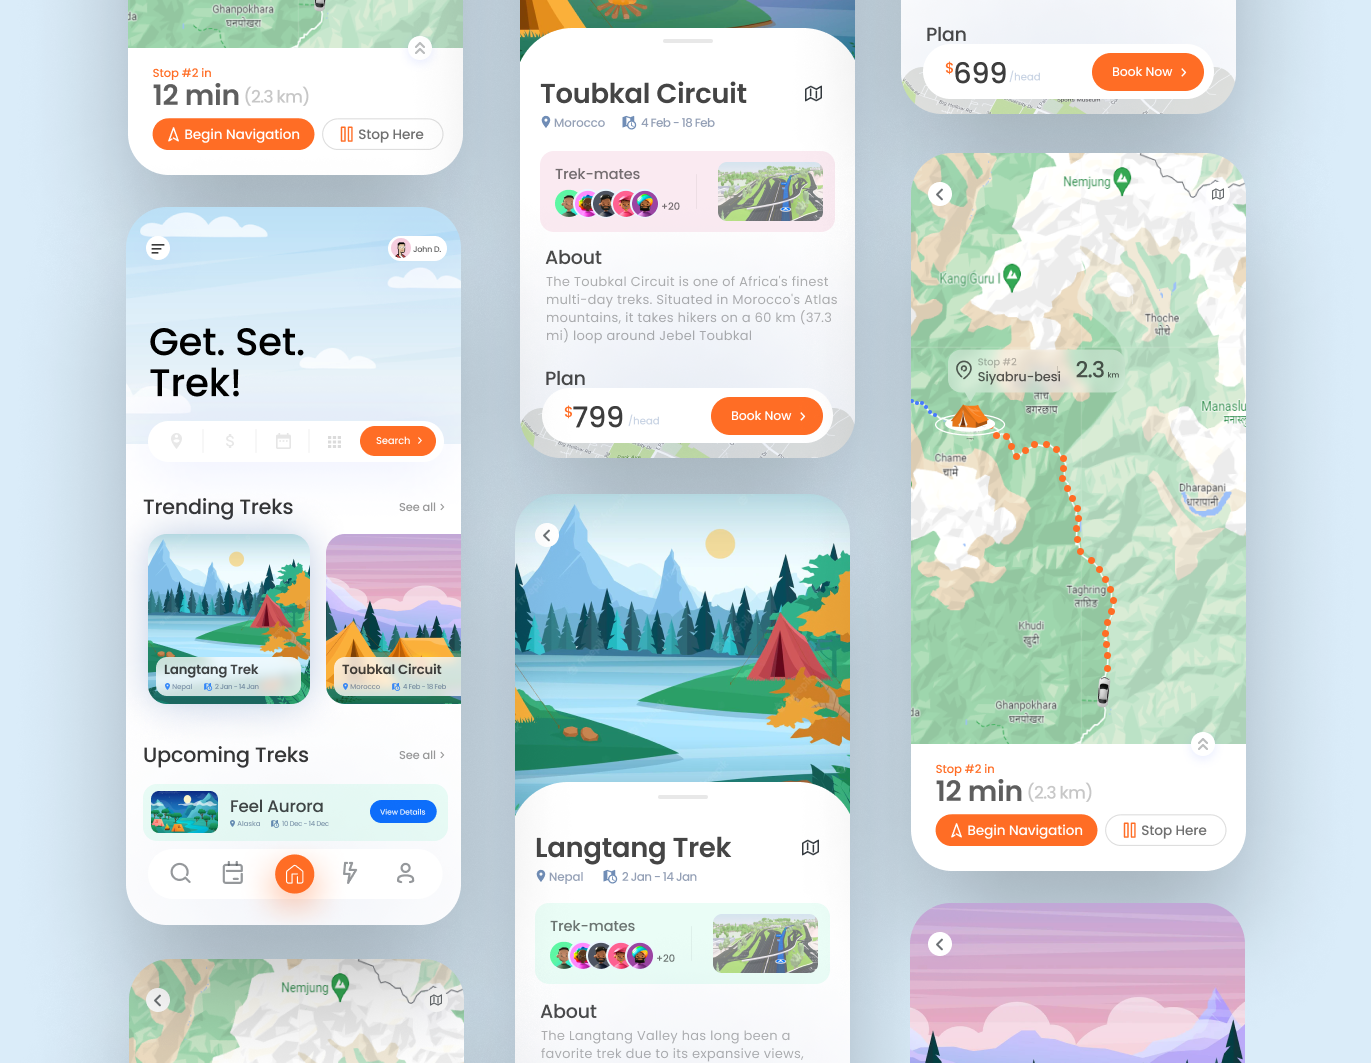 da
Ghanpokhara
घनपोखरा
Stop #2 in
12 min (2.3 km)
Begin Navigation
Stop Here
John D.
Get. Set.
Trek!
$
Search
Trending Treks
See all
Langtang Trek
Nepal
2 Jan - 14 Jan
Toubkal Circuit
Morocco
4 Feb - 18 Feb
Upcoming Treks
See all
Feel Aurora
Alaska
10 Dec - 14 Dec
View Details
Nemjung
Toubkal Circuit
Morocco
4 Feb - 18 Feb
Trek-mates
+20
About
The Toubkal Circuit is one of Africa's finest
multi-day treks. Situated in Morocco's Atlas
mountains, it takes hikers on a 60 km (37.3
mi) loop around Jebel Toubkal
Plan
$799 /head
Book Now
Langtang Trek
Nepal
2 Jan - 14 Jan
Trek-mates
+20
About
The Langtang Valley has long been a
favorite trek due to its expansive views,
Plan
$699 /head
Book Now
Nemjung
Kang Guru I
Thoche
थोचे
Stop #2
Siyabru-besi
2.3 km
ताचे
बगरछाप
Manaslu
मनास्लु
Chame
चामे
Dharapani
धारापानी
Taghring
ताघ्रिङ
Khudi
खुदी
Ghanpokhara
घनपोखरा
da
Stop #2 in
12 min (2.3 km)
Begin Navigation
Stop Here